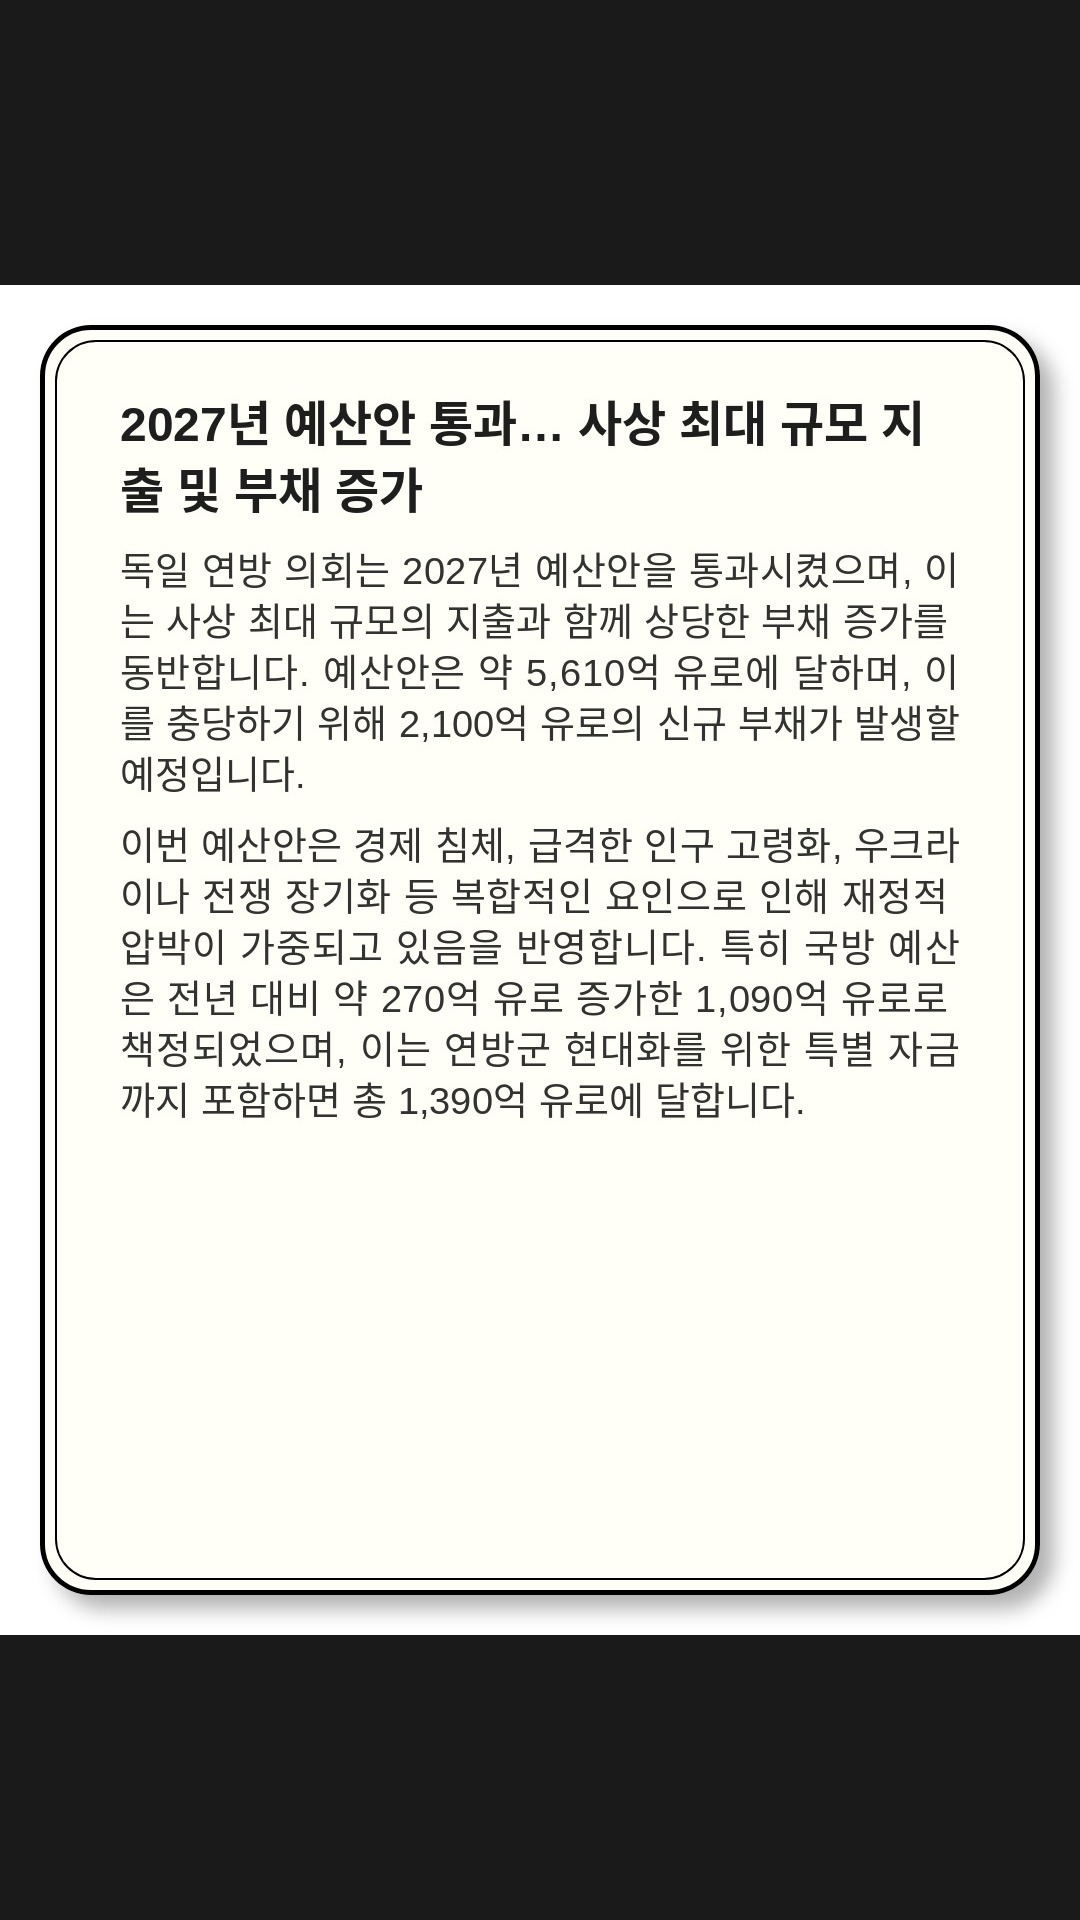 2027년 예산안 통과… 사상 최대 규모 지
출 및 부채 증가
독일 연방 의회는 2027년 예산안을 통과시켰으며, 이
는 사상 최대 규모의 지출과 함께 상당한 부채 증가를
동반합니다. 예산안은 약 5,610억 유로에 달하며, 이
를 충당하기 위해 2,100억 유로의 신규 부채가 발생할
예정입니다.
이번 예산안은 경제 침체, 급격한 인구 고령화, 우크라
이나 전쟁 장기화 등 복합적인 요인으로 인해 재정적
압박이 가중되고 있음을 반영합니다. 특히 국방 예산
은 전년 대비 약 270억 유로 증가한 1,090억 유로로
책정되었으며, 이는 연방군 현대화를 위한 특별 자금
까지 포함하면 총 1,390억 유로에 달합니다.